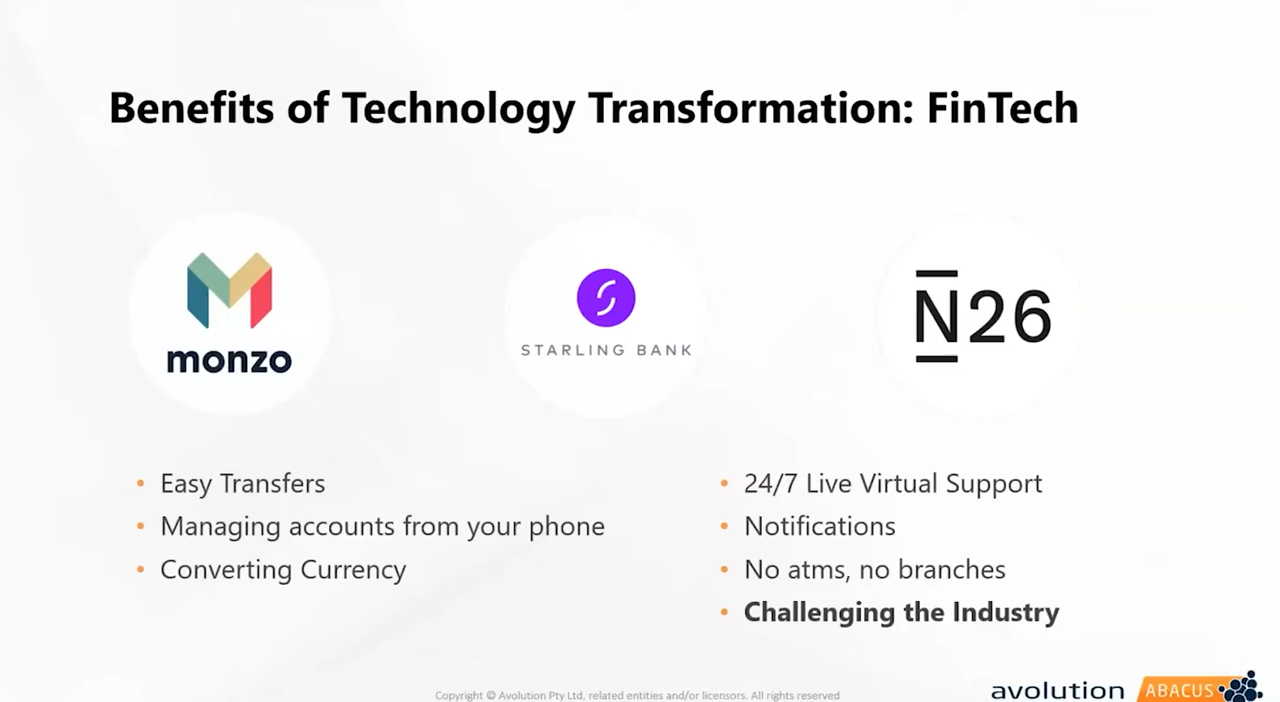 Benefits of Technology Transformation: FinTech
monzo
STARLING BANK
N26
• Easy Transfers
• Managing accounts from your phone
• Converting Currency
• 24/7 Live Virtual Support
• Notifications
• No atms, no branches
• Challenging the Industry
Copyright © Avolution Pty Ltd, related entities and/or licensors. All rights reserved
avolution
ABACUS